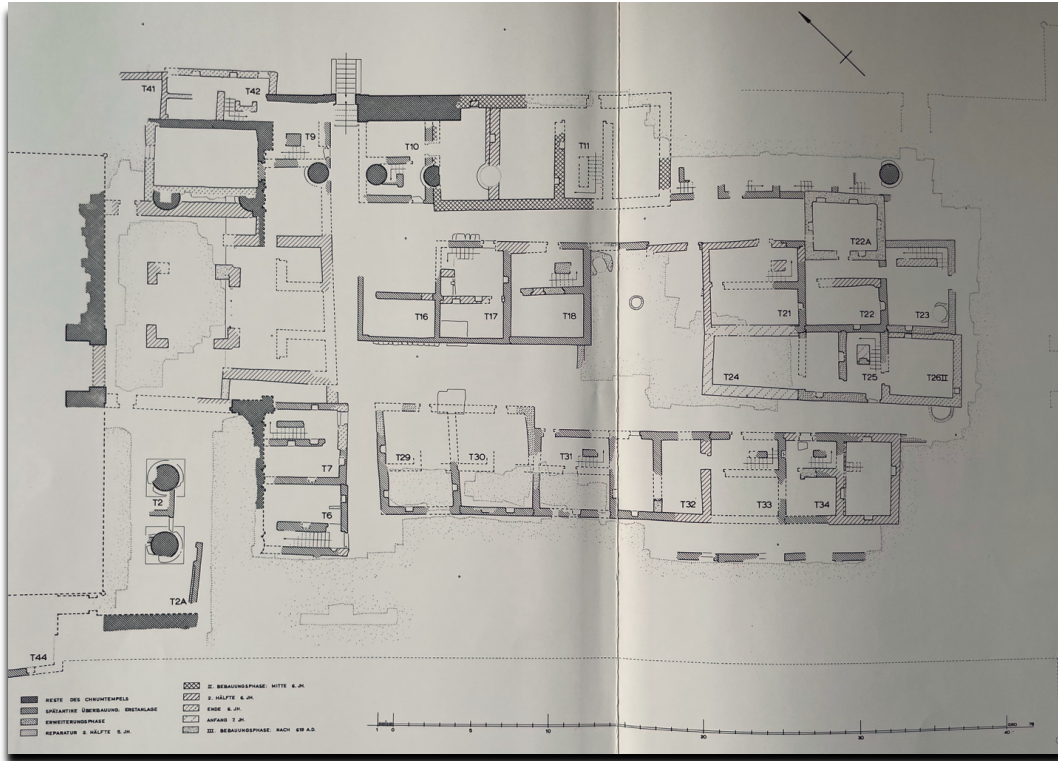 T41
T42
T9
T10
T11
T22A
T16
T17
T18
T21
T22
T23
T24
T25
T26II
T7
T29
T30
T31
T32
T33
T34
T6
T2
T2A
T44
RESTE DES CHNUMTEMPELS
SPÄTANTIKE ÜBERBAUUNG: ERSTANLAGE
ERWEITERUNGSPHASE
REPARATUR 2. HÄLFTE 5. JH.
II. BEBAUUNGSPHASE: MITTE 6. JH.
2. HÄLFTE 6. JH.
ENDE 6. JH.
ANFANG 7. JH.
III. BEBAUUNGSPHASE: NACH 619 A.D.
1 0 20 30 40